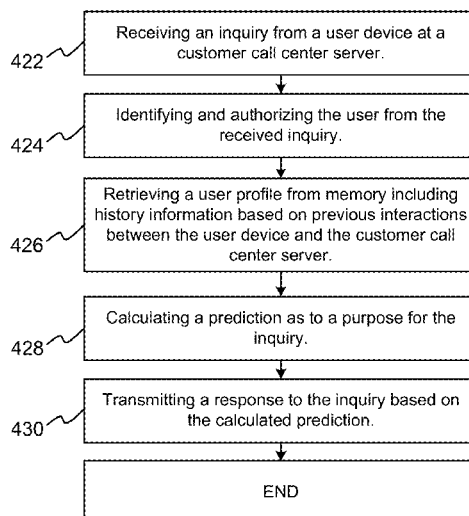 Receiving an inquiry from a user device at a
customer call center server.
422
Identifying and authorizing the user from the
received inquiry.
424
Retrieving a user profile from memory including
history information based on previous interactions
between the user device and the customer call
center server.
426
Calculating a prediction as to a purpose for the
inquiry.
428
Transmitting a response to the inquiry based on
the calculated prediction.
430
END